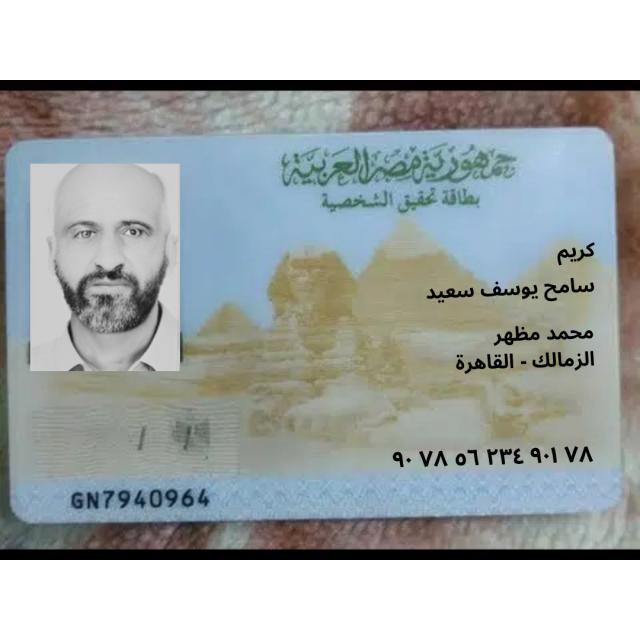 جمهورية مصر العربية
بطاقة تحقيق الشخصية
كريم
سامح يوسف سعيد
محمد مظهر
الزمالك - القاهرة
٧٨ ٩٠١ ٢٣٤ ٥٦ ٧٨ ٩٠
GN7940964